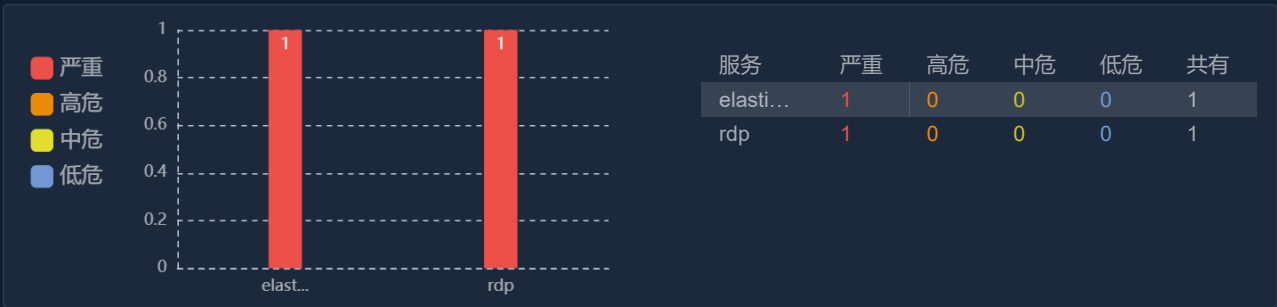 严重
高危
中危
低危
1
0.8
0.6
0.4
0.2
0
1
1
elast...
rdp
服务 严重 高危 中危 低危 共有
elasti... 1 0 0 0 1
rdp 1 0 0 0 1